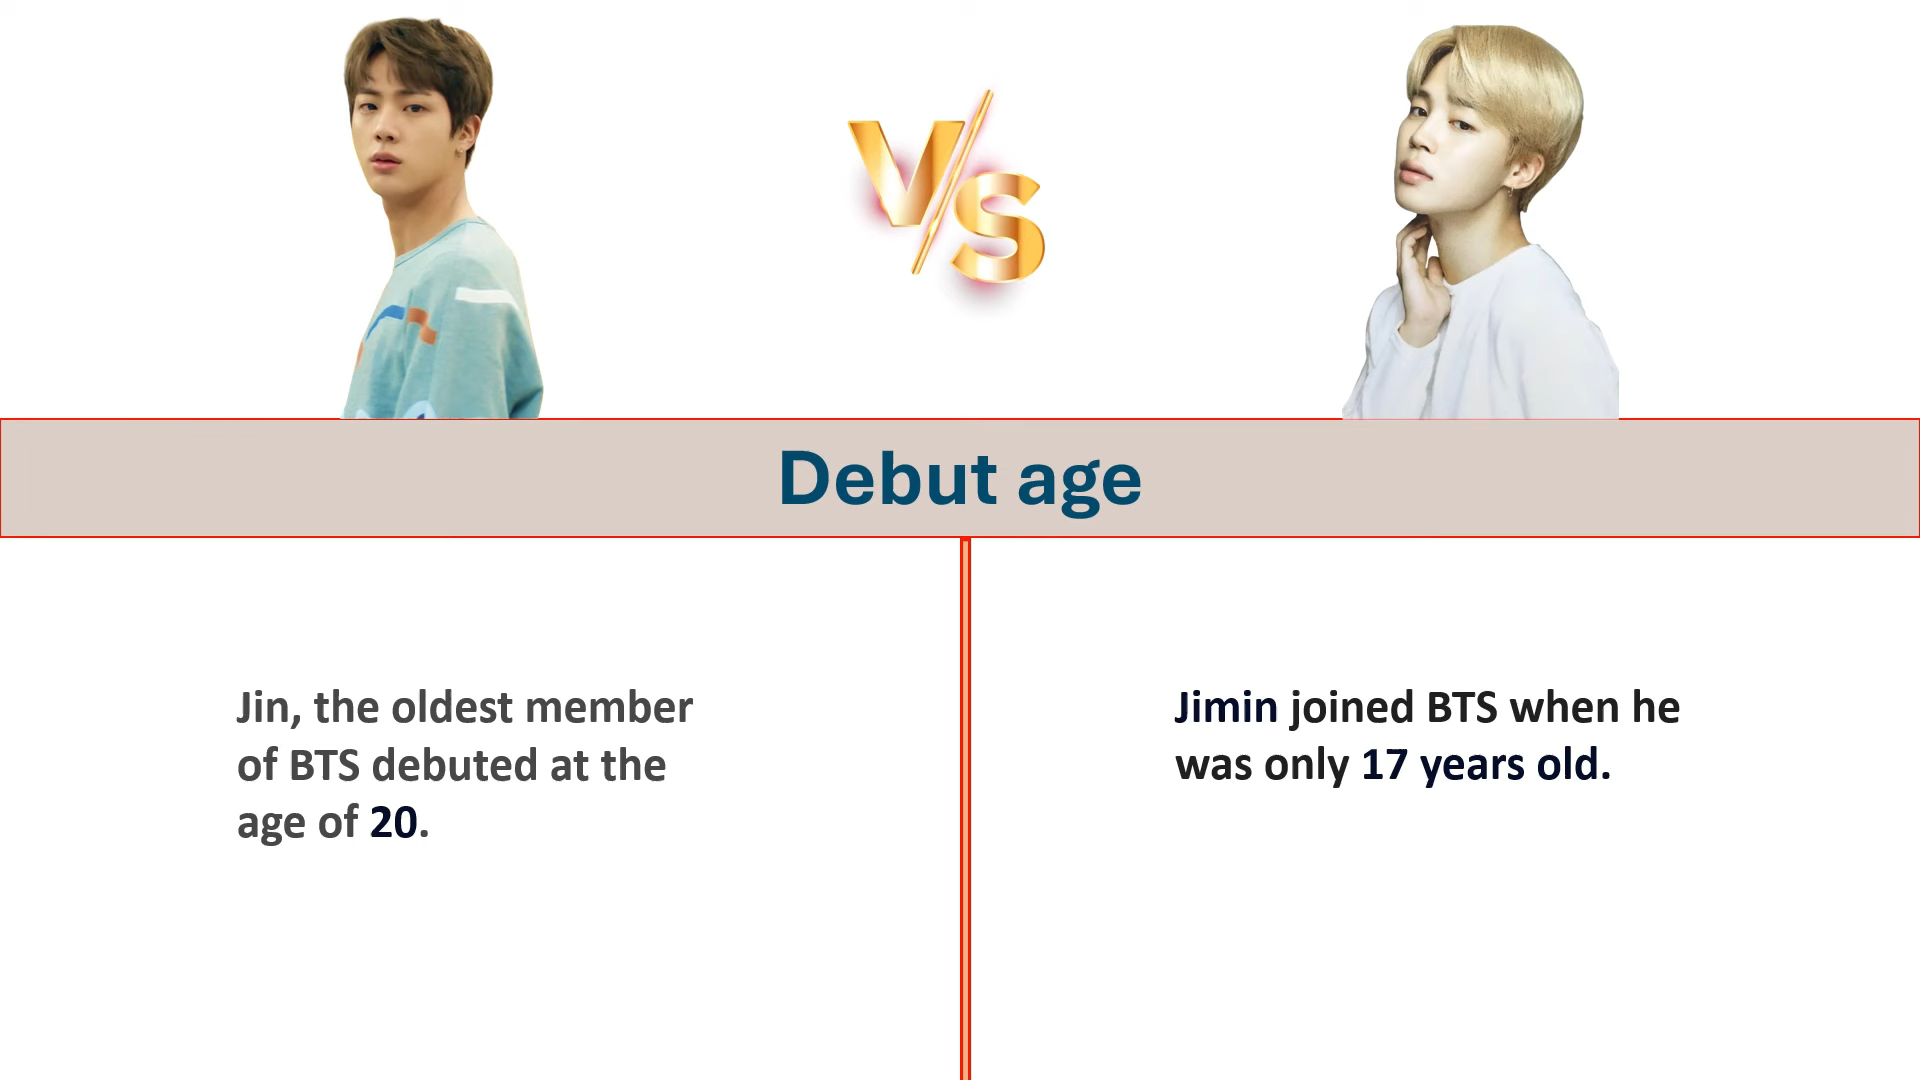 V/S
Debut age
Jin, the oldest member
of BTS debuted at the
age of 20.
Jimin joined BTS when he
was only 17 years old.